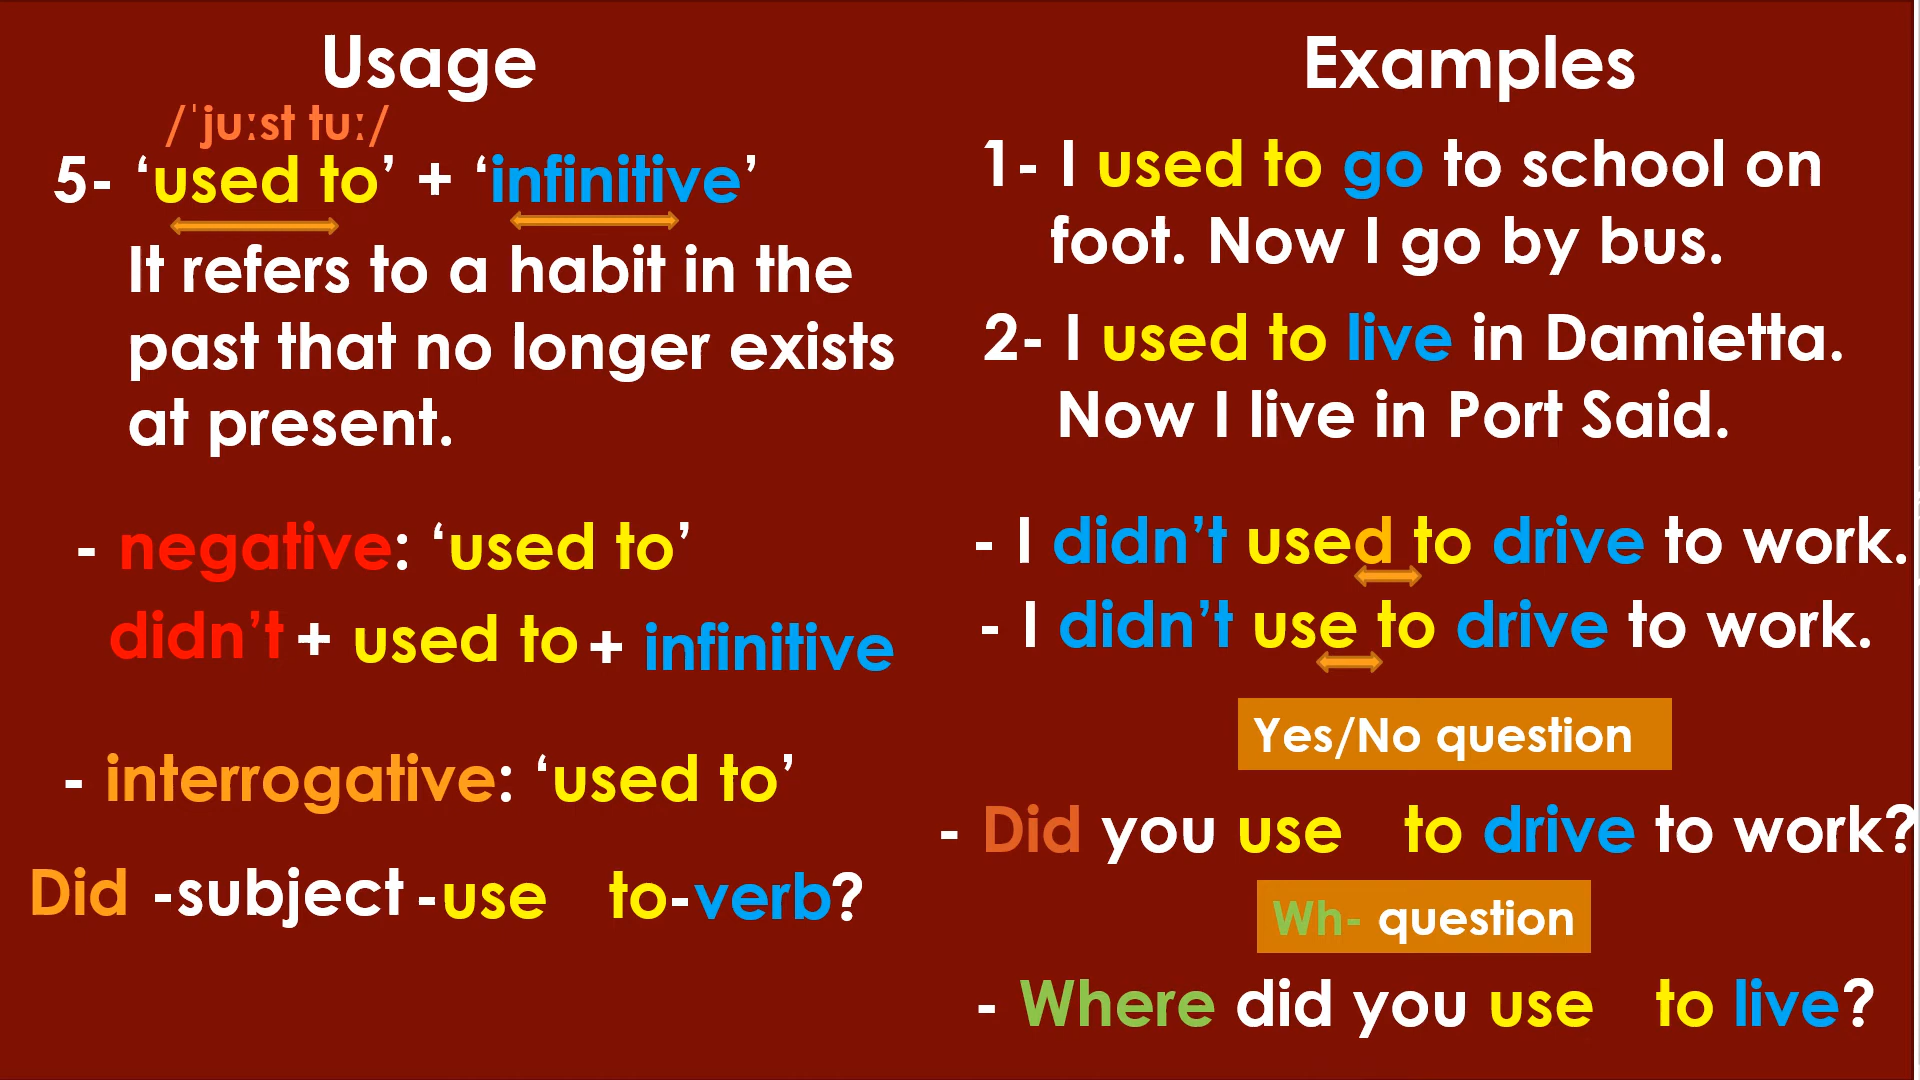 Usage
/ˈjuːst tuː/
5- ‘used to’ + ‘infinitive’
It refers to a habit in the
past that no longer exists
at present.
- negative: ‘used to’
didn’t + used to + infinitive
- interrogative: ‘used to’
Did -subject -use to-verb?
Examples
1- I used to go to school on
foot. Now I go by bus.
2- I used to live in Damietta.
Now I live in Port Said.
- I didn’t used to drive to work.
- I didn’t use to drive to work.
Yes/No question
- Did you use to drive to work?
Wh- question
- Where did you use to live?